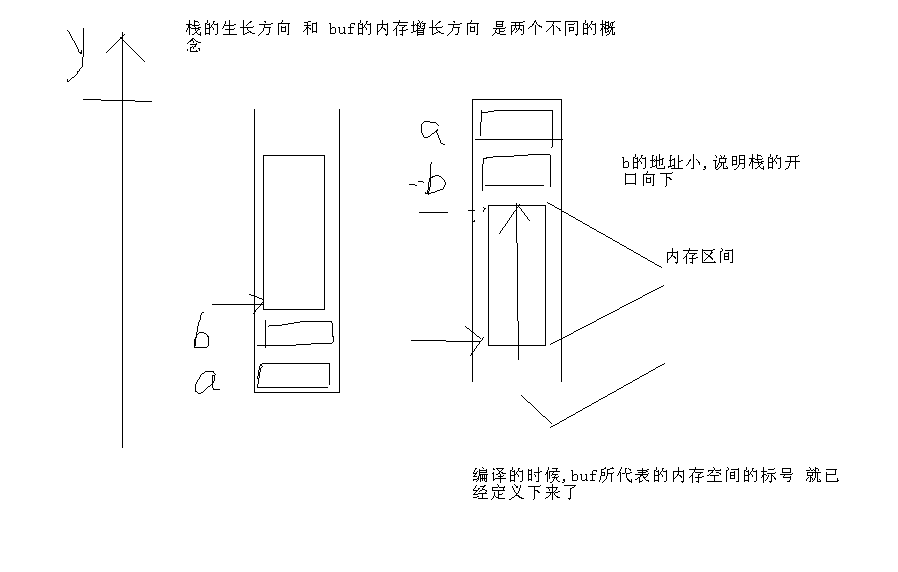 y
栈的生长方向 和 buf的内存增长方向 是两个不同的概
念
a
b
b的地址小,说明栈的开
口向下
内存区间
b
a
编译的时候,buf所代表的内存空间的标号 就已
经定义下来了